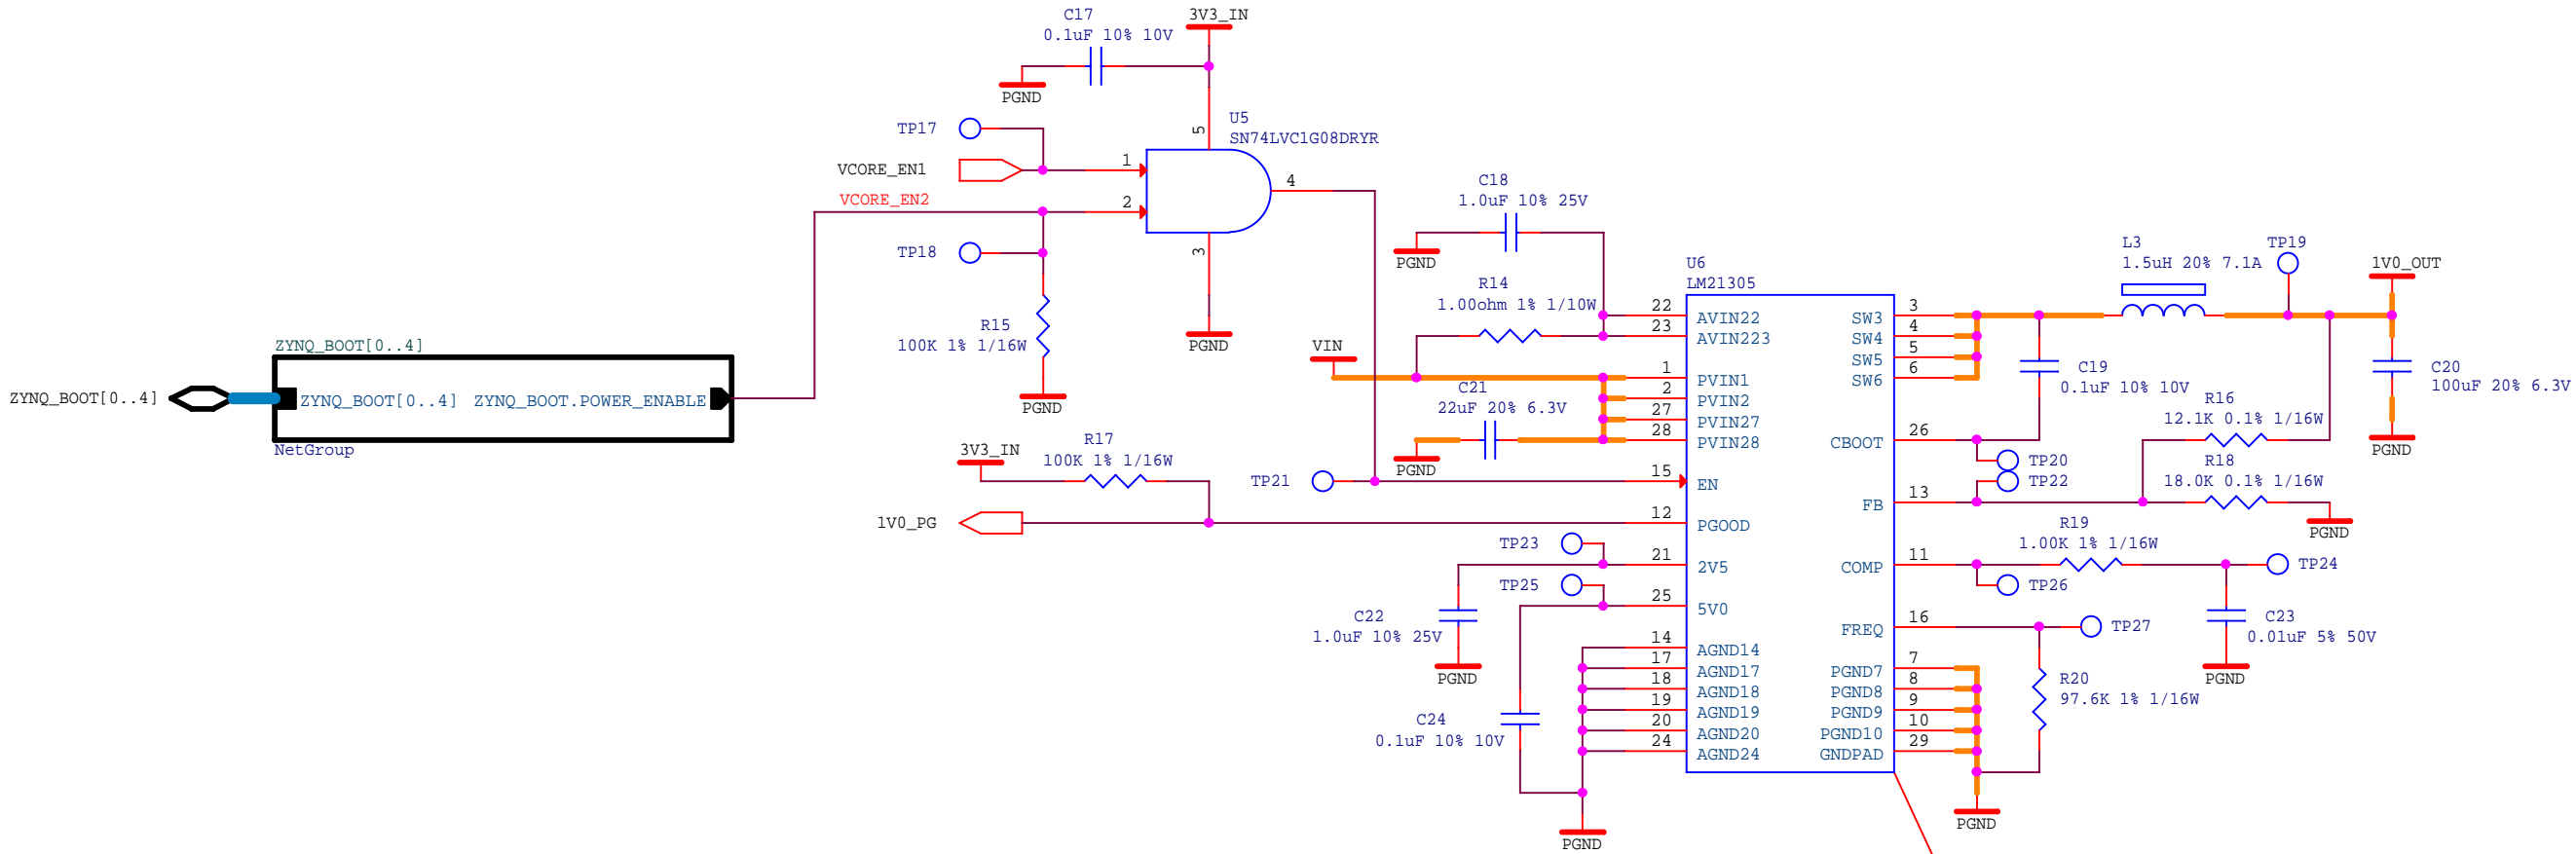 C17
0.1uF 10% 10V
3V3_IN
PGND
TP17
5
U5
SN74LVC1G08DRYR
VCORE_EN1
1
VCORE_EN2
2
4
TP18
3
R15
100K 1% 1/16W
PGND
PGND
ZYNQ_BOOT[0..4]
ZYNQ_BOOT[0..4]
ZYNQ_BOOT[0..4]
ZYNQ_BOOT.POWER_ENABLE
NetGroup
3V3_IN
R17
100K 1% 1/16W
1V0_PG
C18
1.0uF 10% 25V
PGND
R14
1.00ohm 1% 1/10W
VIN
C21
22uF 20% 6.3V
PGND
TP21
TP23
TP25
C22
1.0uF 10% 25V
PGND
C24
0.1uF 10% 10V
PGND
U6
LM21305
22
AVIN22
23
AVIN223
1
PVIN1
2
PVIN2
27
PVIN27
28
PVIN28
15
EN
12
PGOOD
21
2V5
25
5V0
14
AGND14
17
AGND17
18
AGND18
19
AGND19
20
AGND20
24
AGND24
SW3
3
SW4
4
SW5
5
SW6
6
CBOOT
26
FB
13
COMP
11
FREQ
16
PGND7
7
PGND8
8
PGND9
9
PGND10
10
GNDPAD
29
L3
1.5uH 20% 7.1A
TP19
1V0_OUT
C19
0.1uF 10% 10V
C20
100uF 20% 6.3V
PGND
R16
12.1K 0.1% 1/16W
TP20
TP22
R18
18.0K 0.1% 1/16W
PGND
R19
1.00K 1% 1/16W
TP24
TP26
C23
0.01uF 5% 50V
PGND
TP27
R20
97.6K 1% 1/16W
PGND